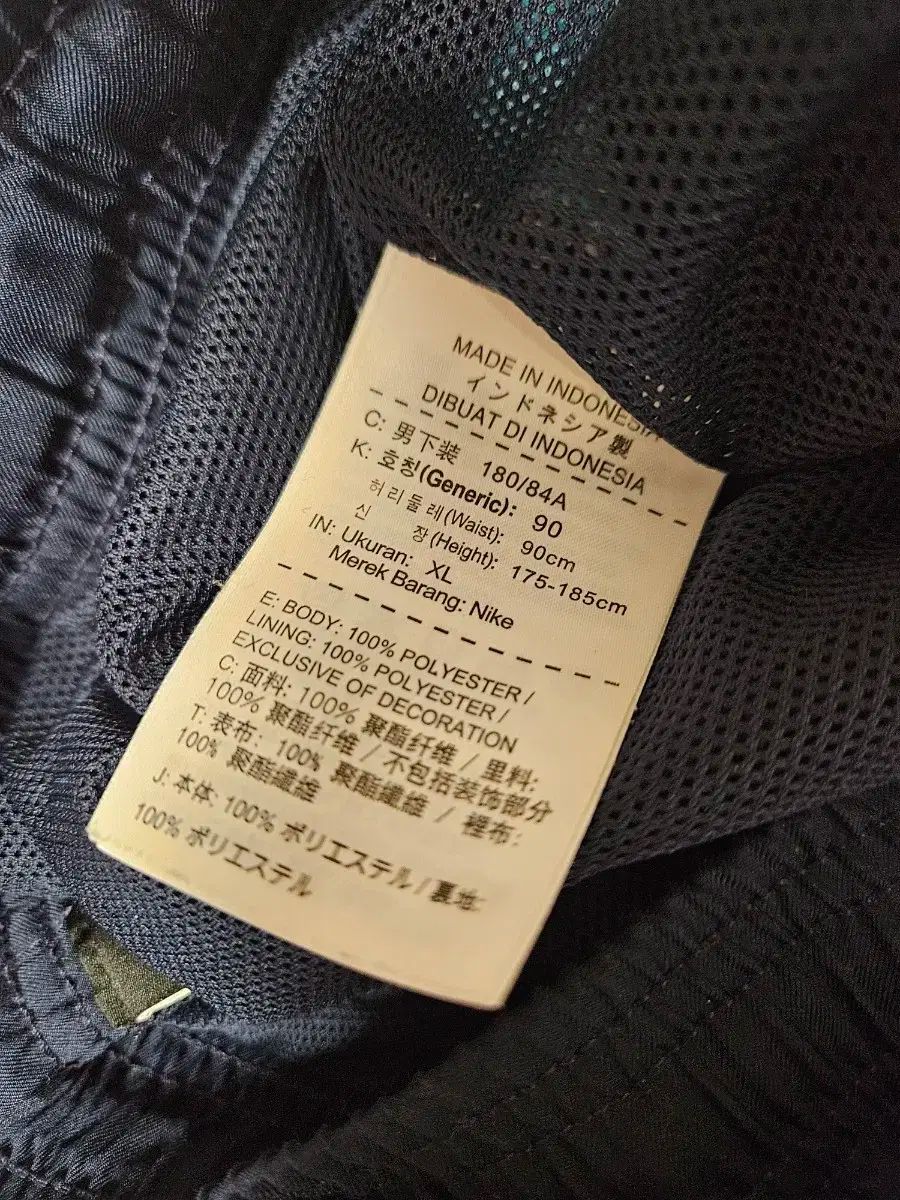 MADE IN INDONESIA
インドネシア製
DIBUAT DI INDONESIA
C: 男下装 180/84A
K: 호칭(Generic): 90
허리둘레(Waist): 90cm
신 장(Height): 175-185cm
IN: Ukuran: XL
Merek Barang: Nike
E: BODY: 100% POLYESTER /
LINING: 100% POLYESTER /
EXCLUSIVE OF DECORATION
C: 面料: 100% 聚酯纤维 / 里料:
100% 聚酯纤维 / 不包括装饰部分
T: 表布: 100% 聚酯纖維 / 裡布:
100% 聚酯纖維
J: 本体: 100% ポリエステル / 裏地:
100% ポリエステル